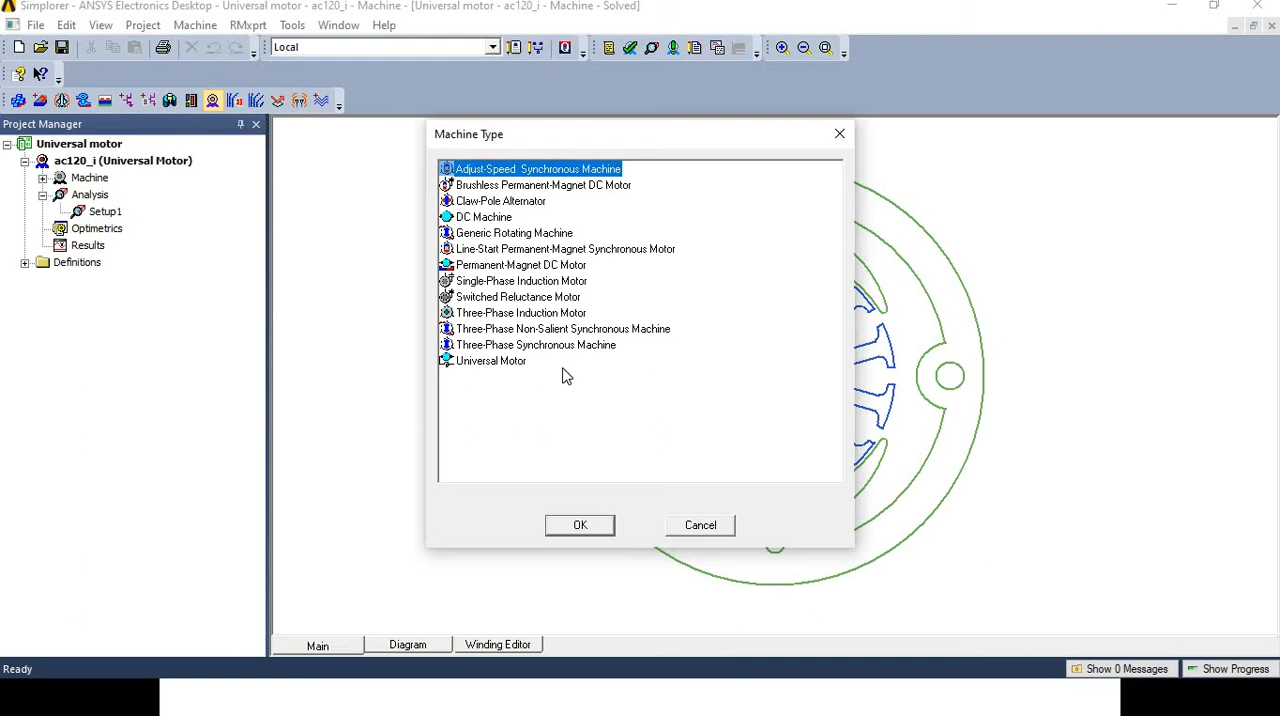 Simplorer - ANSYS Electronics Desktop - Universal motor - ac120_i - Machine - [Universal motor - ac120_i - Machine - Solved]
File Edit View Project Machine RMxprt Tools Window Help
Local
Project Manager
Universal motor
ac120_i (Universal Motor)
Machine
Analysis
Setup1
Optimetrics
Results
Definitions
Machine Type
Adjust-Speed Synchronous Machine
Brushless Permanent-Magnet DC Motor
Claw-Pole Alternator
DC Machine
Generic Rotating Machine
Line-Start Permanent-Magnet Synchronous Motor
Permanent-Magnet DC Motor
Single-Phase Induction Motor
Switched Reluctance Motor
Three-Phase Induction Motor
Three-Phase Non-Salient Synchronous Machine
Three-Phase Synchronous Machine
Universal Motor
OK Cancel
Main Diagram Winding Editor
Ready Show 0 Messages Show Progress